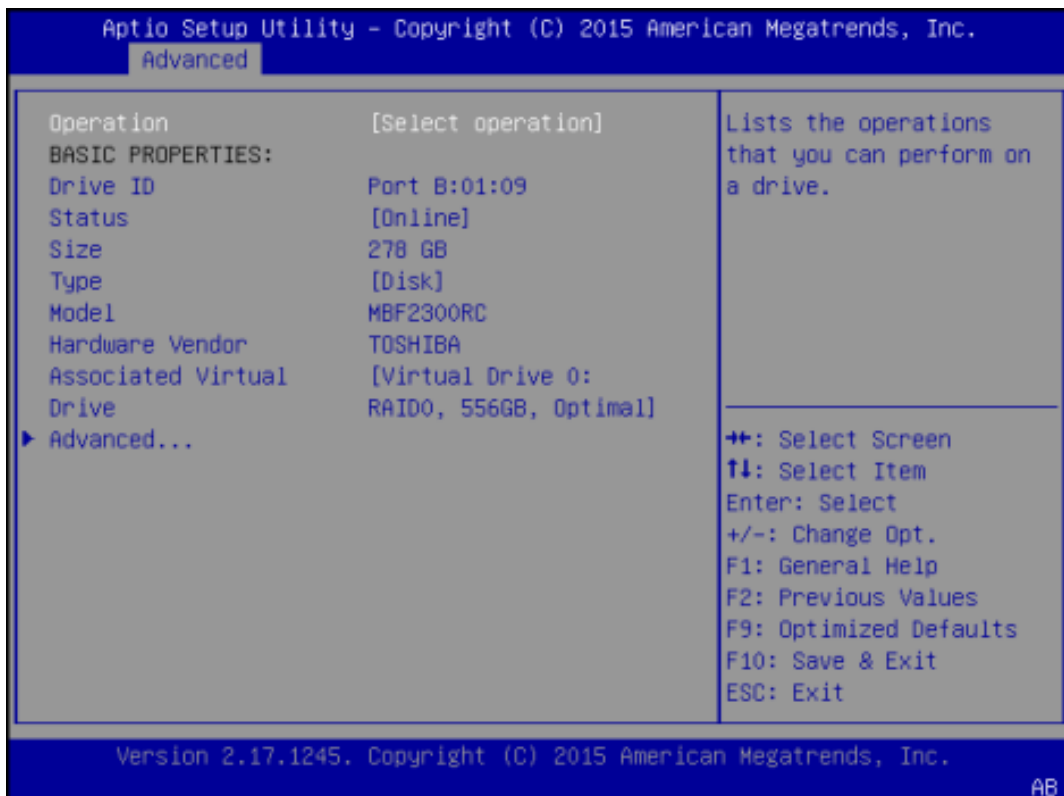 Aptio Setup Utility – Copyright (C) 2015 American Megatrends, Inc.
Advanced
Operation [Select operation]
BASIC PROPERTIES:
Drive ID Port B:01:09
Status [Online]
Size 278 GB
Type [Disk]
Model MBF2300RC
Hardware Vendor TOSHIBA
Associated Virtual [Virtual Drive 0:
Drive RAID0, 556GB, Optimal]
▶ Advanced...
Lists the operations
that you can perform on
a drive.
→←: Select Screen
↑↓: Select Item
Enter: Select
+/-: Change Opt.
F1: General Help
F2: Previous Values
F9: Optimized Defaults
F10: Save & Exit
ESC: Exit
Version 2.17.1245. Copyright (C) 2015 American Megatrends, Inc.
AB